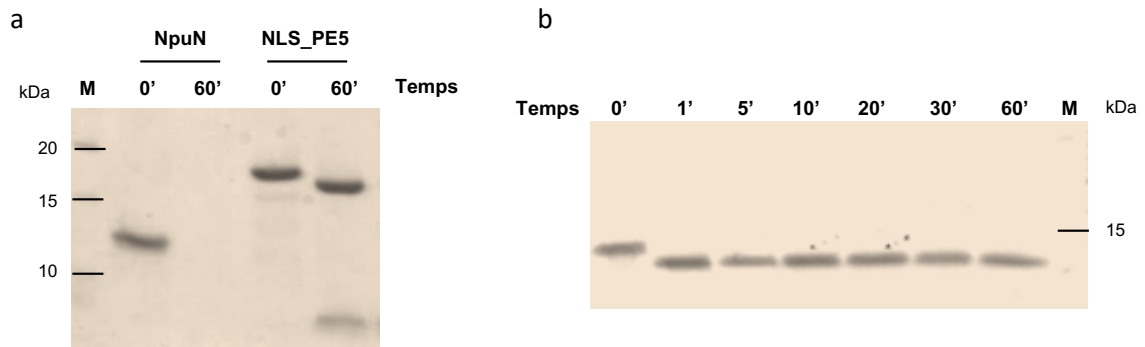 a
NpuN NLS_PE5
kDa M 0’ 60’ 0’ 60’ Temps
20
15
10
b
Temps 0’ 1’ 5’ 10’ 20’ 30’ 60’ M kDa
15